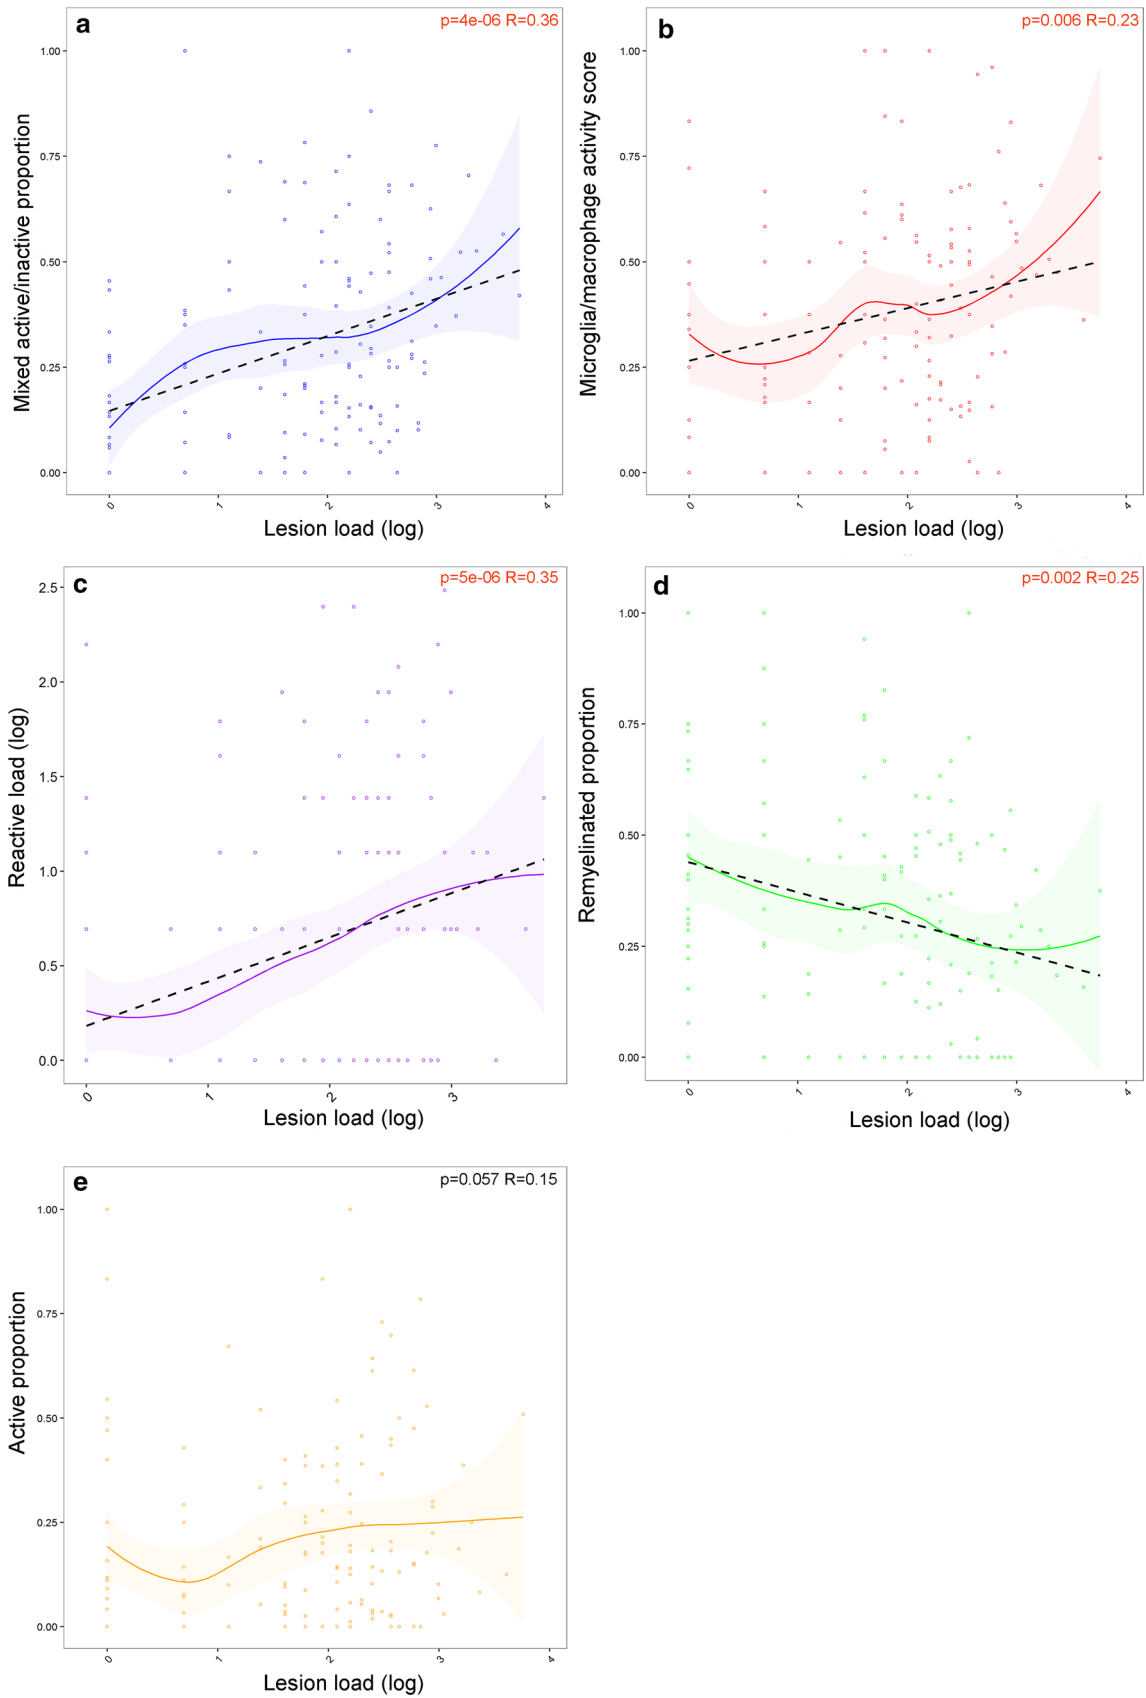 a
p=4e-06 R=0.36
Mixed active/inactive proportion
1.00
0.75
0.50
0.25
0.00
0 1 2 3 4
Lesion load (log)
b
p=0.006 R=0.23
Microglia/macrophage activity score
1.00
0.75
0.50
0.25
0.00
0 1 2 3 4
Lesion load (log)
c
p=5e-06 R=0.35
Reactive load (log)
2.5
2.0
1.5
1.0
0.5
0.0
0 1 2 3
Lesion load (log)
d
p=0.002 R=0.25
Remyelinated proportion
1.00
0.75
0.50
0.25
0.00
0 1 2 3 4
Lesion load (log)
e
p=0.057 R=0.15
Active proportion
1.00
0.75
0.50
0.25
0.00
0 1 2 3 4
Lesion load (log)